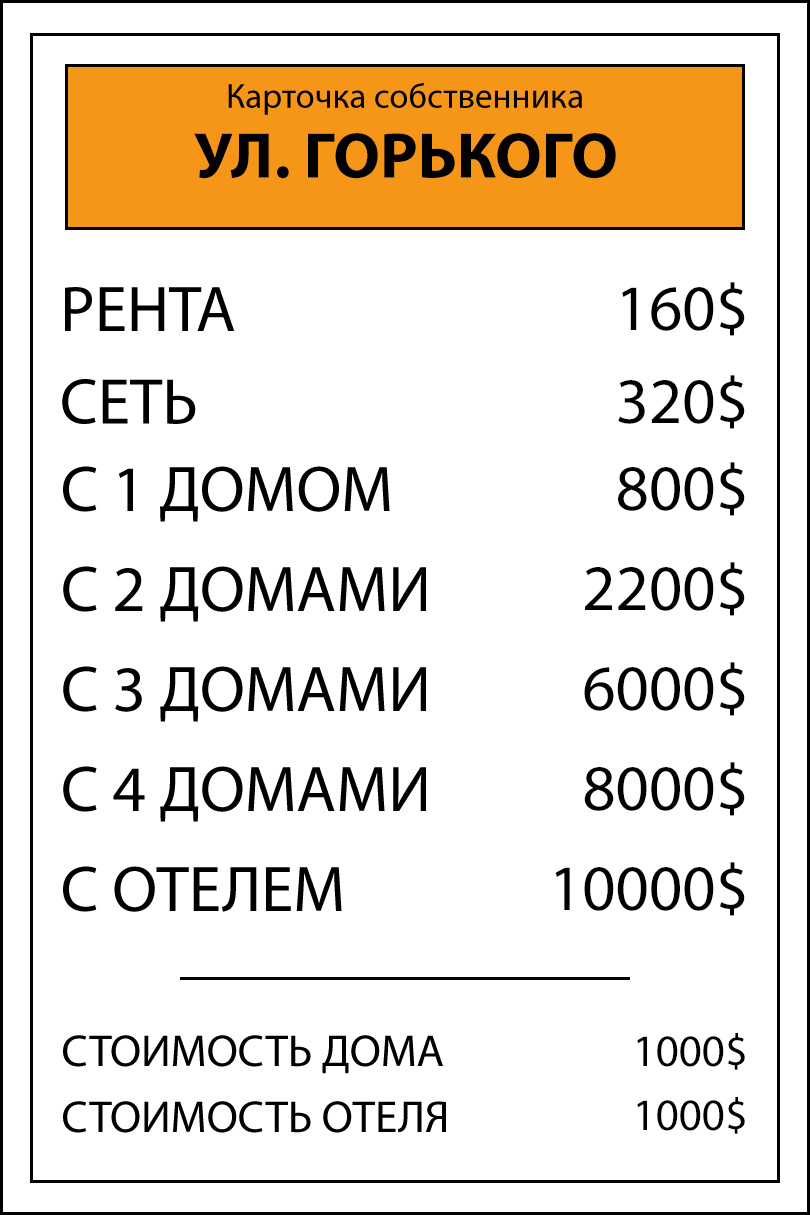 Карточка собственника
УЛ. ГОРЬКОГО
РЕНТА 160$
СЕТЬ 320$
С 1 ДОМОМ 800$
С 2 ДОМАМИ 2200$
С 3 ДОМАМИ 6000$
С 4 ДОМАМИ 8000$
С ОТЕЛЕМ 10000$
СТОИМОСТЬ ДОМА 1000$
СТОИМОСТЬ ОТЕЛЯ 1000$